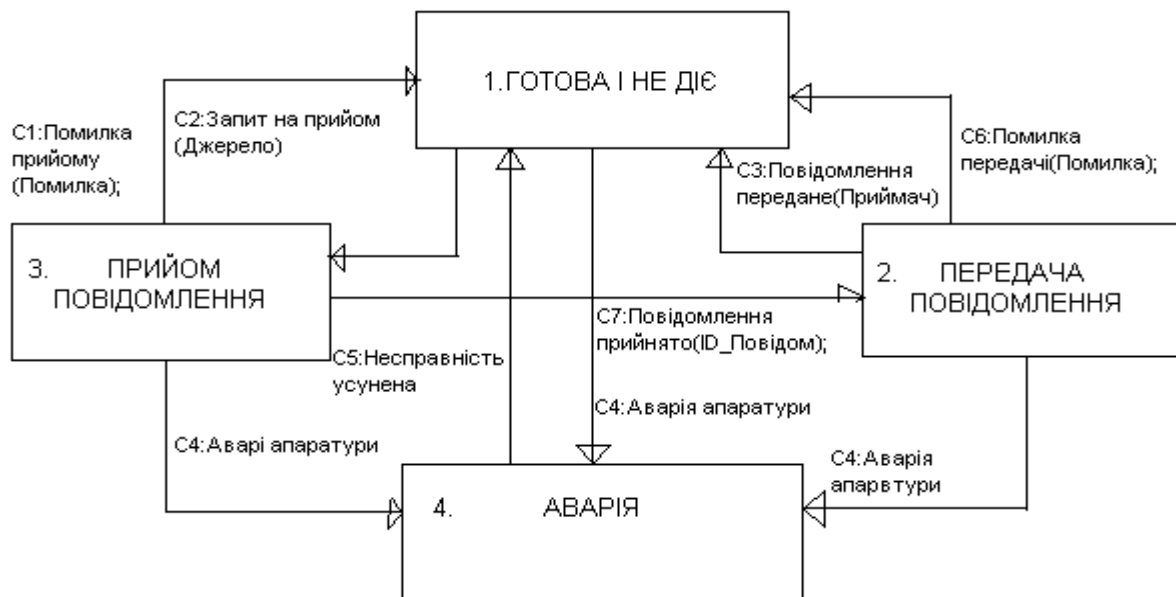 1.ГОТОВА І НЕ ДІЄ
С1:Помилка
прийому
(Помилка);
С2:Запит на прийом
(Джерело)
С3:Повідомлення
передане(Приймач)
С6:Помилка
передачі(Помилка);
3. ПРИЙОМ
ПОВІДОМЛЕННЯ
2. ПЕРЕДАЧА
ПОВІДОМЛЕННЯ
С5:Несправність
усунена
С7:Повідомлення
прийнято(ID_Повідом);
С4:Аварі апаратури
С4:Аварія апаратури
С4:Аварія
апарвтури
4. АВАРІЯ